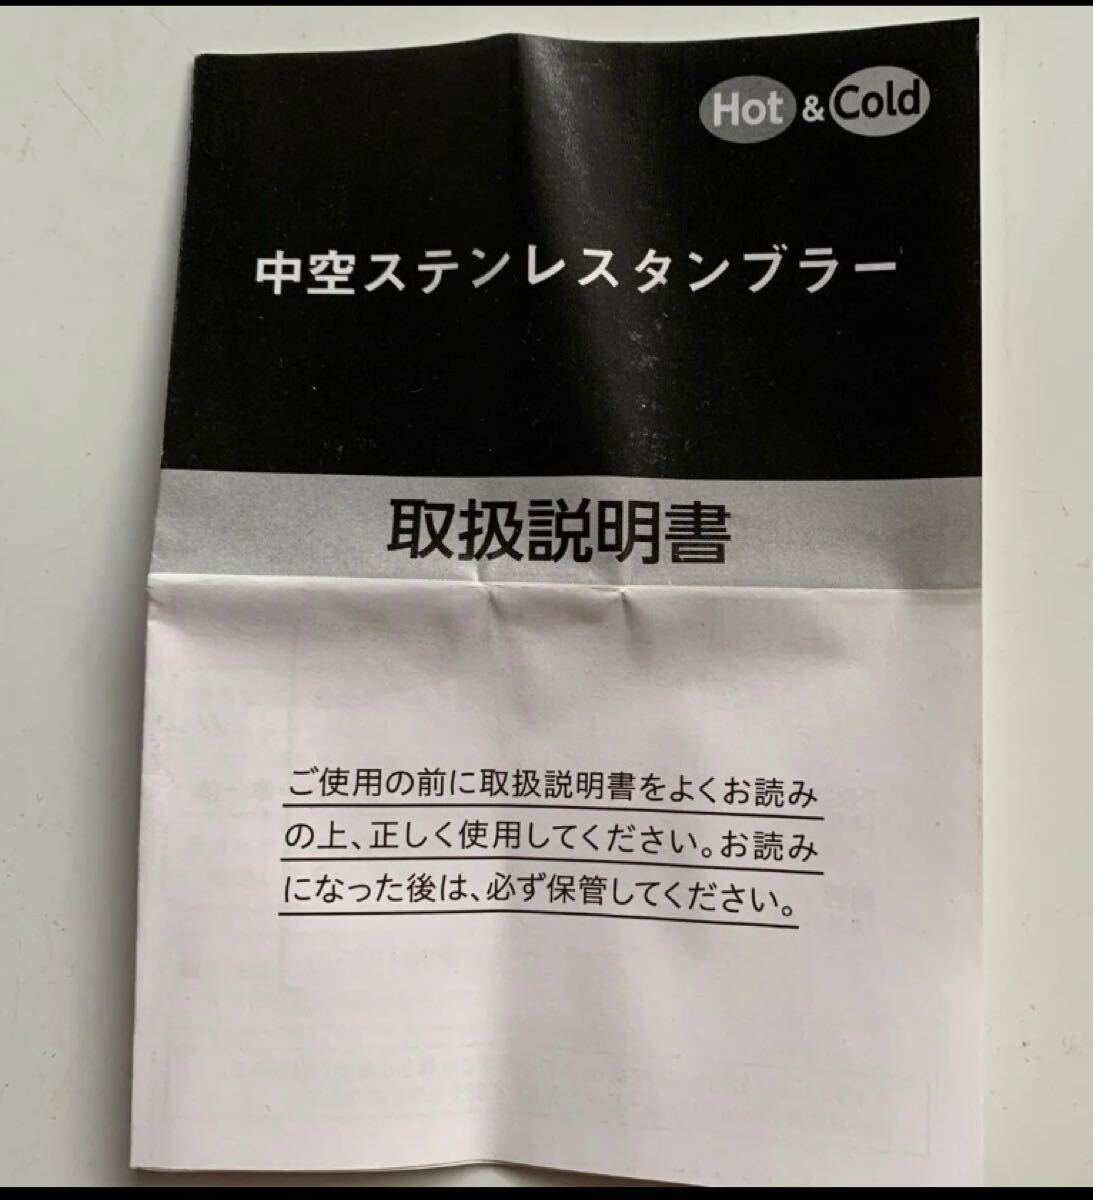 Hot & Cold
中空ステンレスタンブラー
取扱説明書
ご使用の前に取扱説明書をよくお読み
の上、正しく使用してください。お読み
になった後は、必ず保管してください。